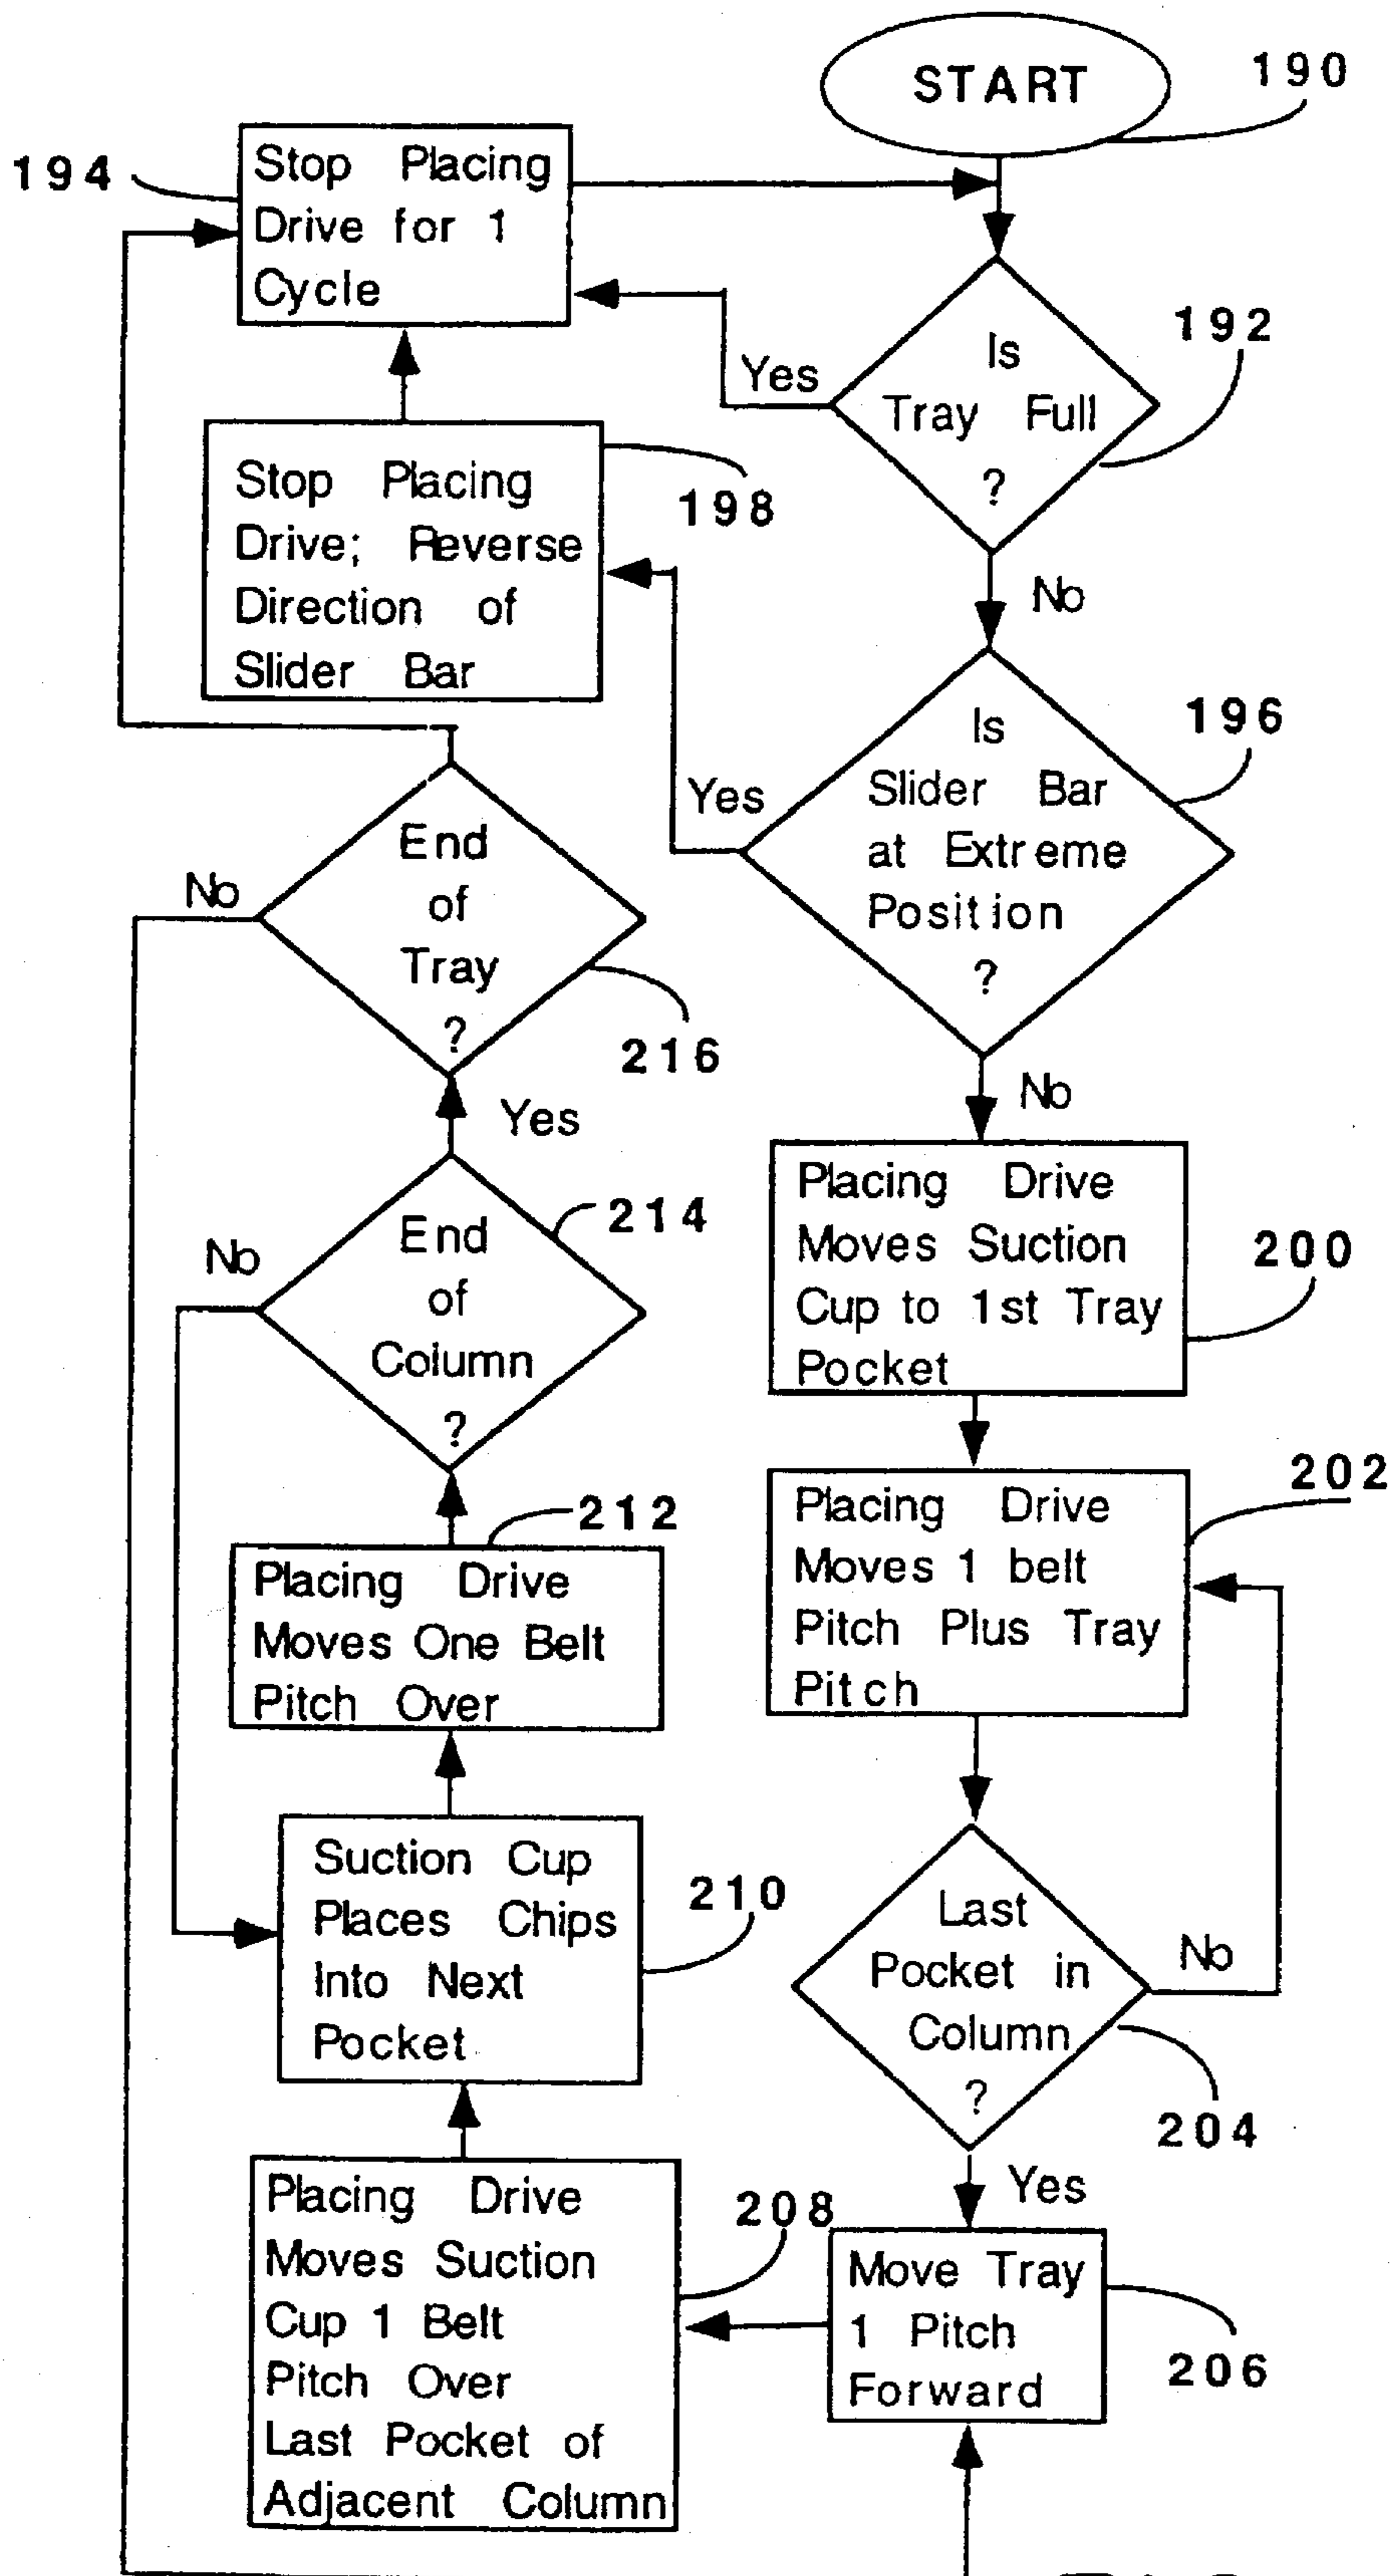 START
190
194
Stop Placing
Drive for 1
Cycle
Is
Tray Full
?
192
Yes
No
Stop Placing
Drive; Reverse
Direction of
Slider Bar
198
Is
Slider Bar
at Extreme
Position
?
196
Yes
No
Placing Drive
Moves Suction
Cup to 1st Tray
Pocket
200
Placing Drive
Moves 1 belt
Pitch Plus Tray
Pitch
202
Last
Pocket in
Column
?
204
No
Yes
Move Tray
1 Pitch
Forward
206
Placing Drive
Moves Suction
Cup 1 Belt
Pitch Over
Last Pocket of
Adjacent Column
208
Suction Cup
Places Chips
Into Next
Pocket
210
Placing Drive
Moves One Belt
Pitch Over
212
End
of
Column
?
214
No
Yes
End
of
Tray
?
216
No